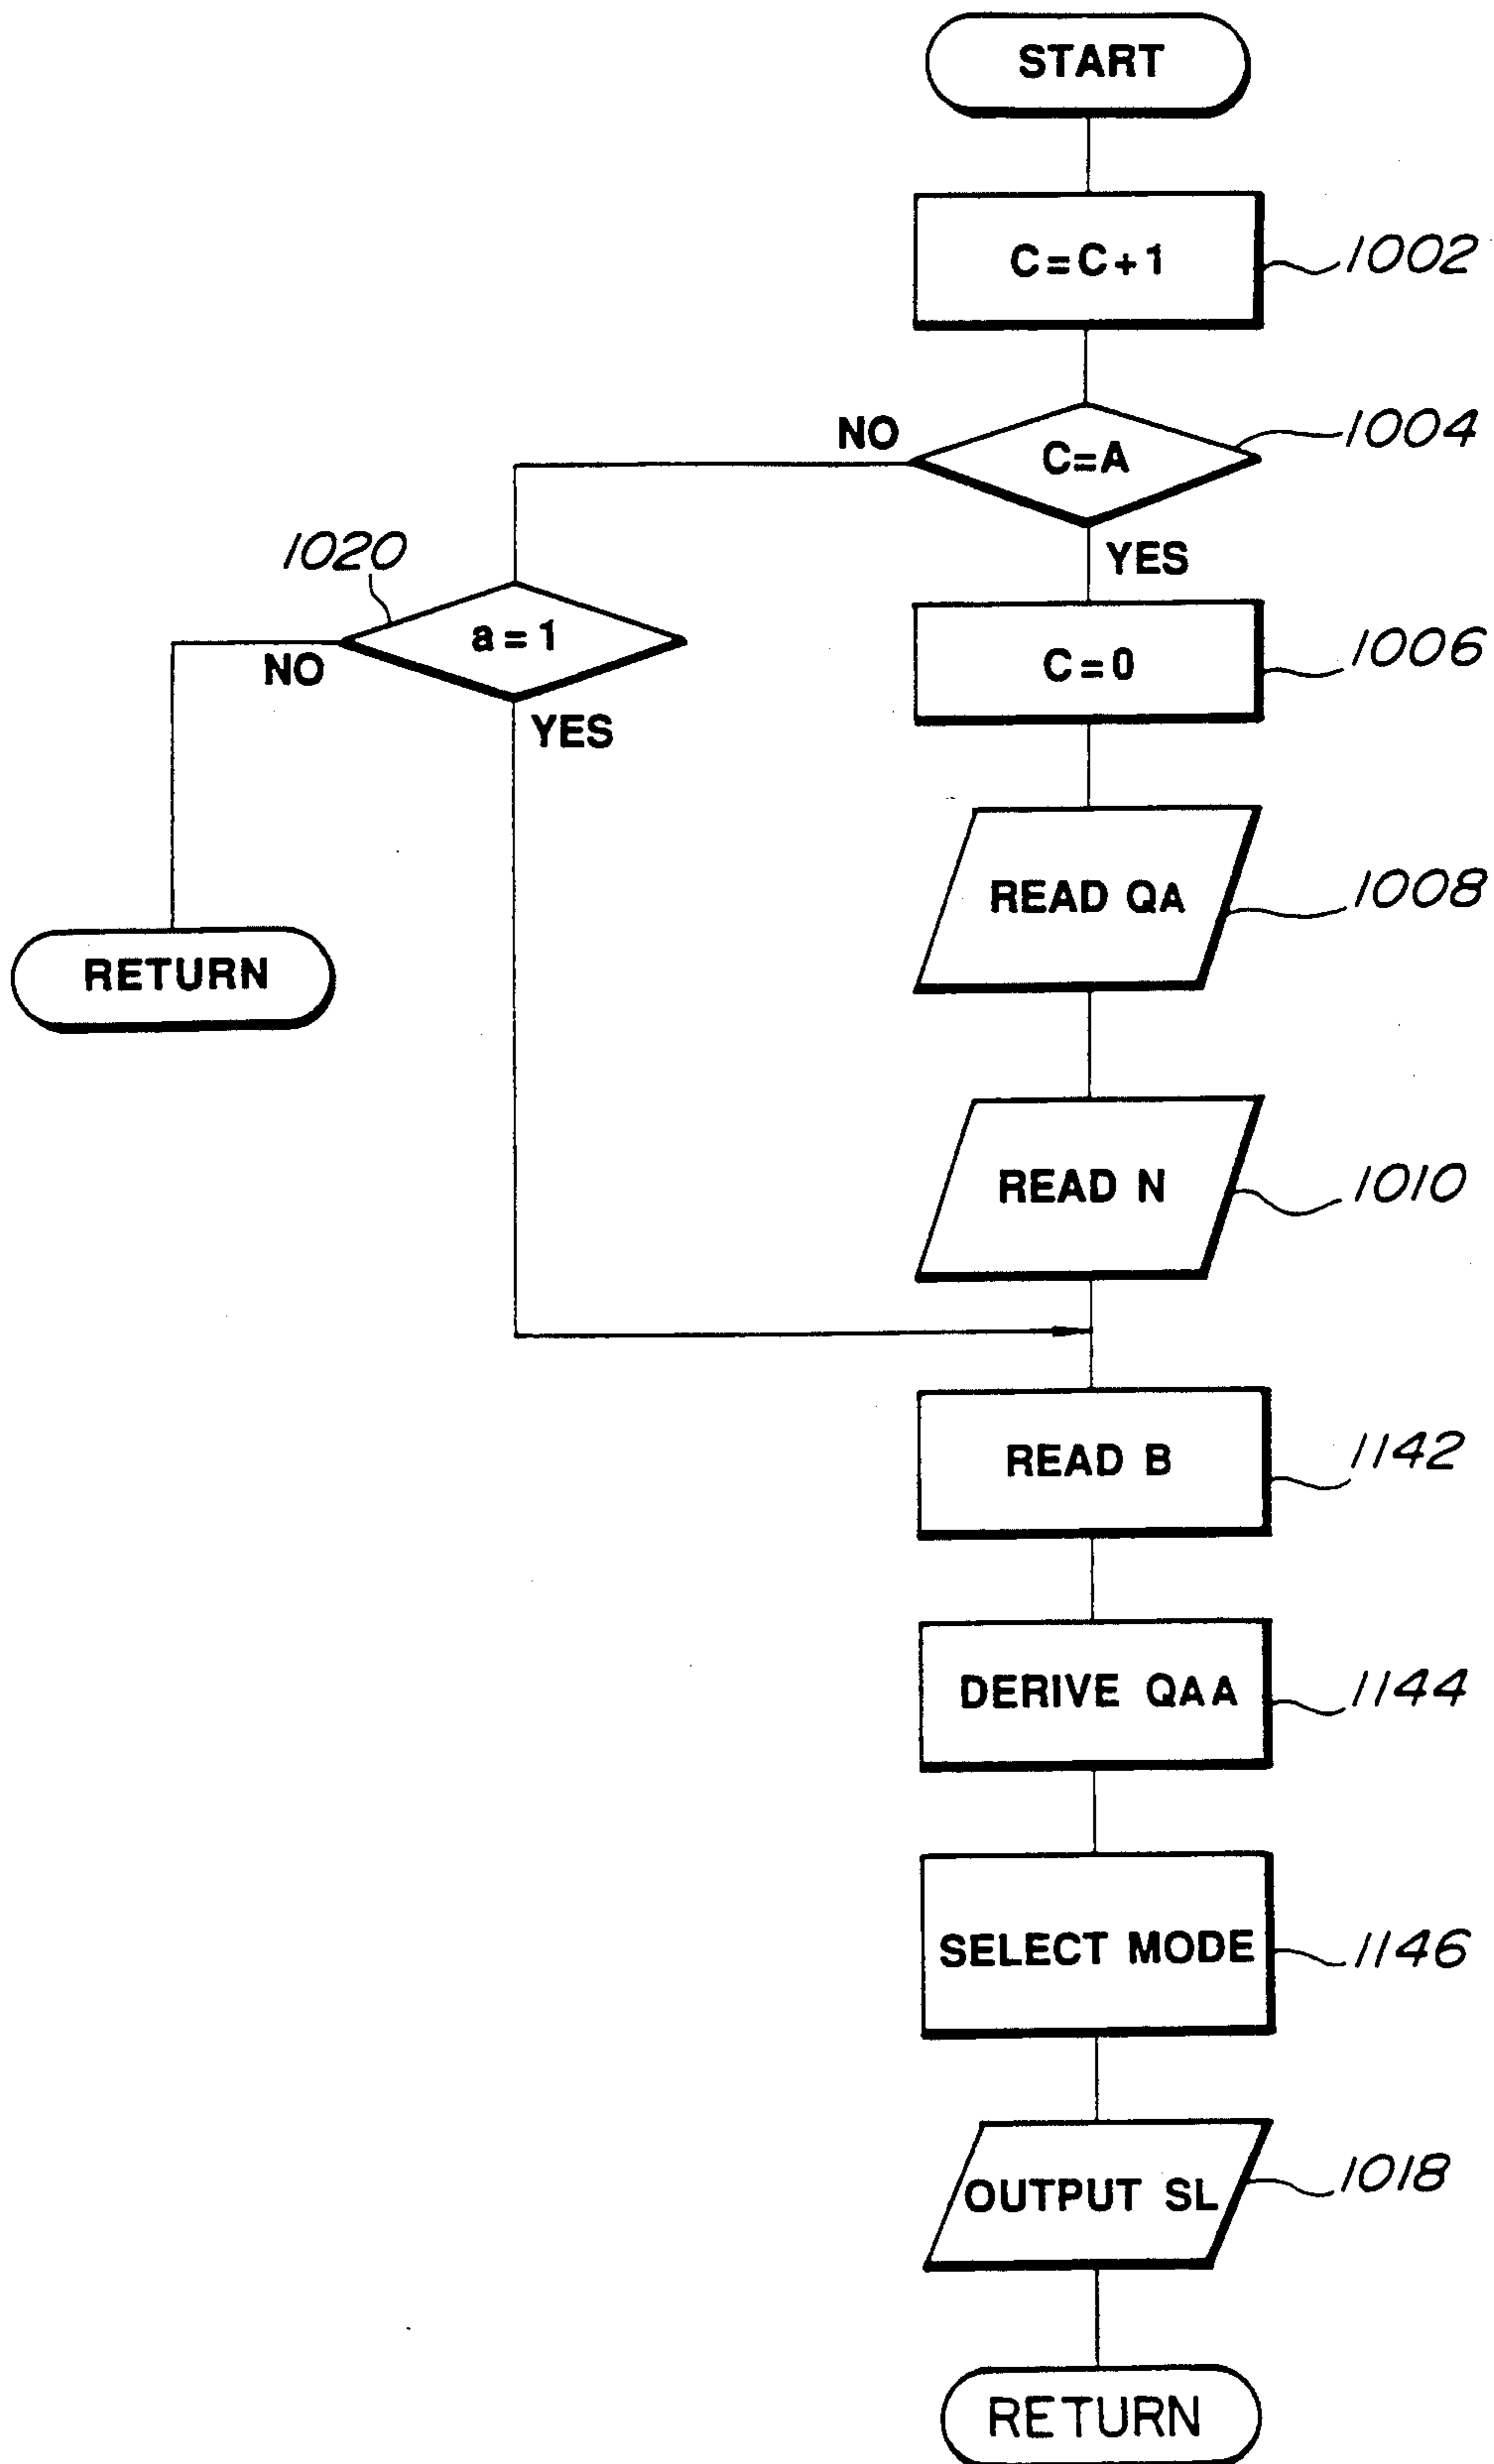 START
C=C+1
1002
NO
C=A
1004
YES
1020
a=1
NO
YES
C=0
1006
READ QA
1008
RETURN
READ N
1010
READ B
1142
DERIVE QAA
1144
SELECT MODE
1146
OUTPUT SL
1018
RETURN